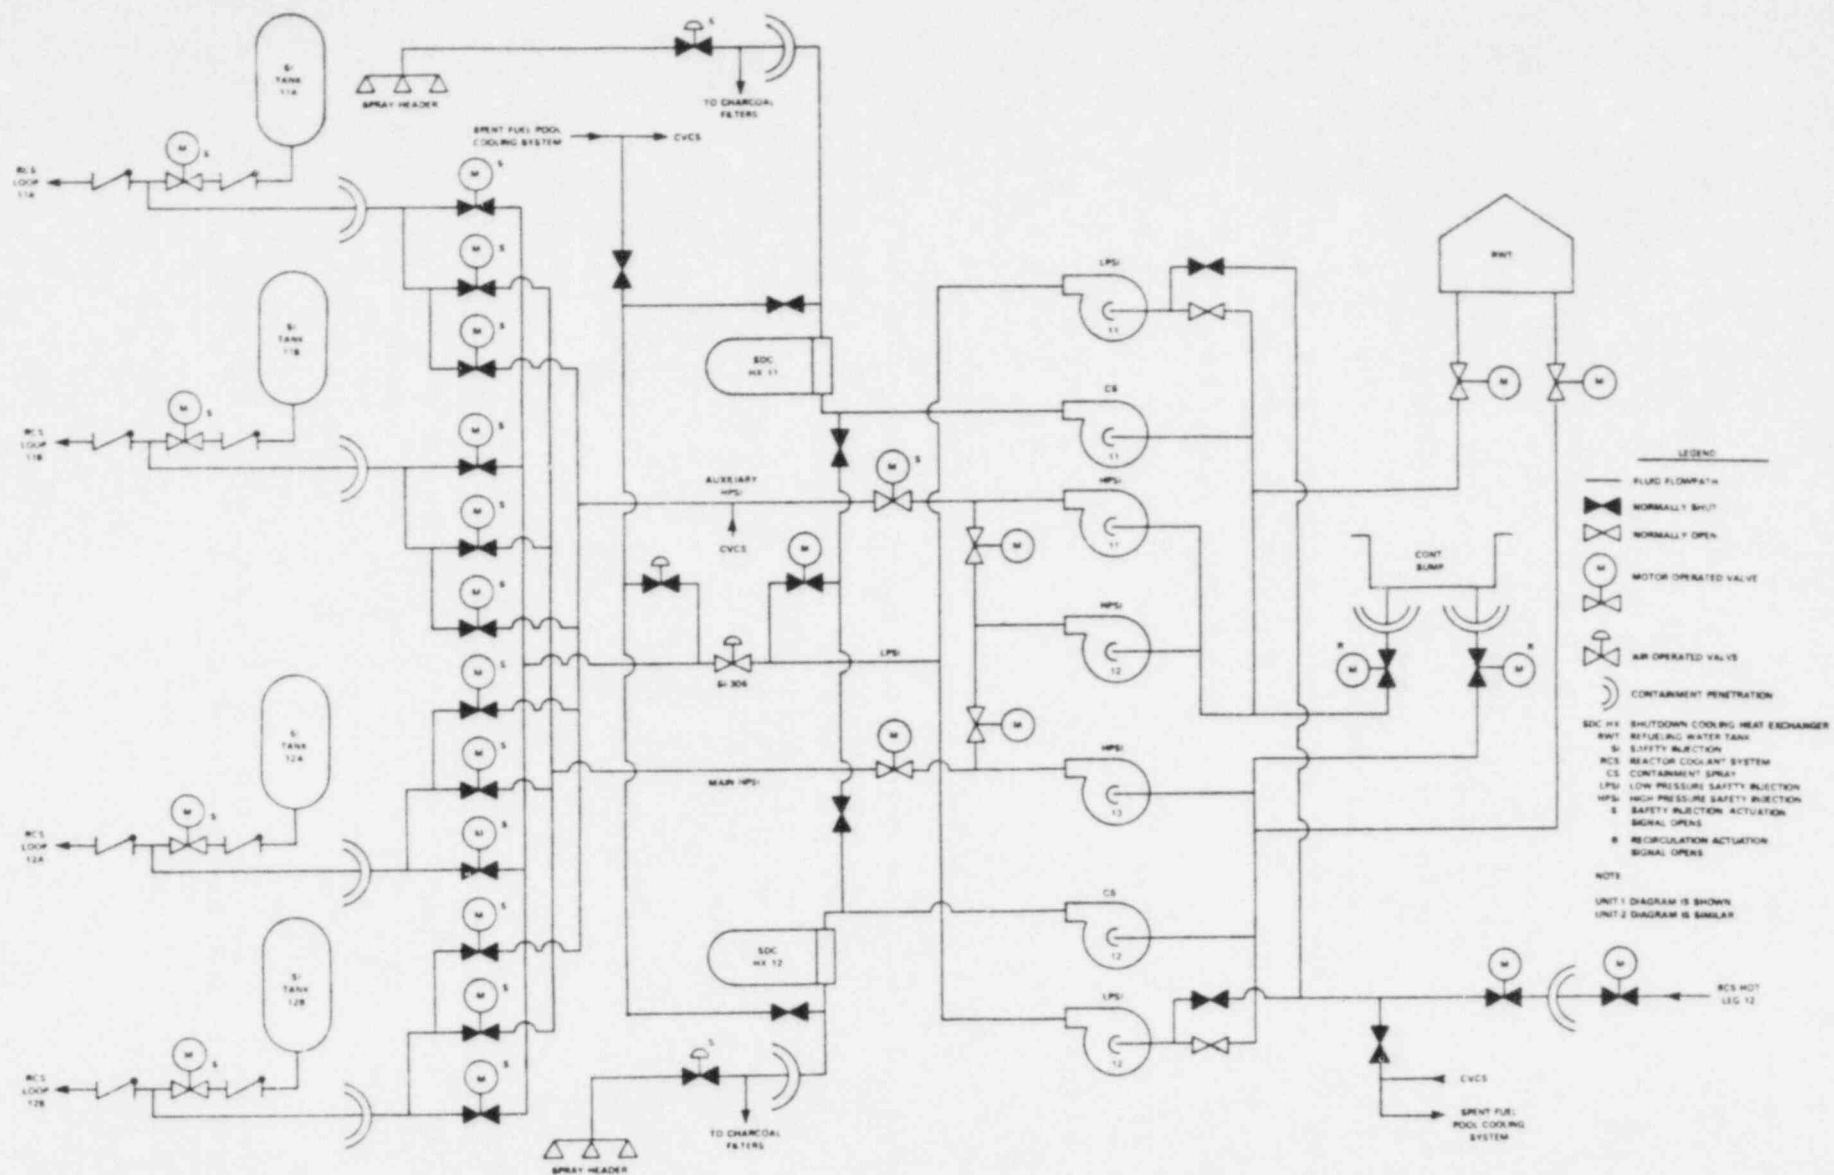 SI
TANK
11A
S
SPRAY HEADER
TO CHARCOAL
FILTERS
SPENT FUEL POOL
COOLING SYSTEM
CVCS
M
S
RCS
LOOP
11A
M
S
M
S
M
S
SI
TANK
11B
M
S
RCS
LOOP
11B
M
S
M
S
M
S
SDC
HX 11
LPSI
11
CS
11
AUXILIARY
HPSI
CVCS
M
S
HPSI
11
M
M
HPSI
12
LPSI
SI 306
M
M
MAIN HPSI
HPSI
13
M
RWT
M
M
CONT
SUMP
M
R
M
R
SI
TANK
12A
M
S
RCS
LOOP
12A
M
S
M
S
M
S
SI
TANK
12B
M
S
RCS
LOOP
12B
M
S
M
S
M
S
SDC
HX 12
CS
12
LPSI
12
S
TO CHARCOAL
FILTERS
SPRAY HEADER
M
M
RCS HOT
LEG 12
CVCS
SPENT FUEL
POOL COOLING
SYSTEM
LEGEND
FLUID FLOWPATH
NORMALLY SHUT
NORMALLY OPEN
M
MOTOR OPERATED VALVE
AIR OPERATED VALVE
CONTAINMENT PENETRATION
SDC HX SHUTDOWN COOLING HEAT EXCHANGER
RWT REFUELING WATER TANK
SI SAFETY INJECTION
RCS REACTOR COOLANT SYSTEM
CS CONTAINMENT SPRAY
LPSI LOW PRESSURE SAFETY INJECTION
HPSI HIGH PRESSURE SAFETY INJECTION
S SAFETY INJECTION ACTUATION
SIGNAL OPENS
R RECIRCULATION ACTUATION
SIGNAL OPENS
NOTE
UNIT 1 DIAGRAM IS SHOWN
UNIT 2 DIAGRAM IS SIMILAR